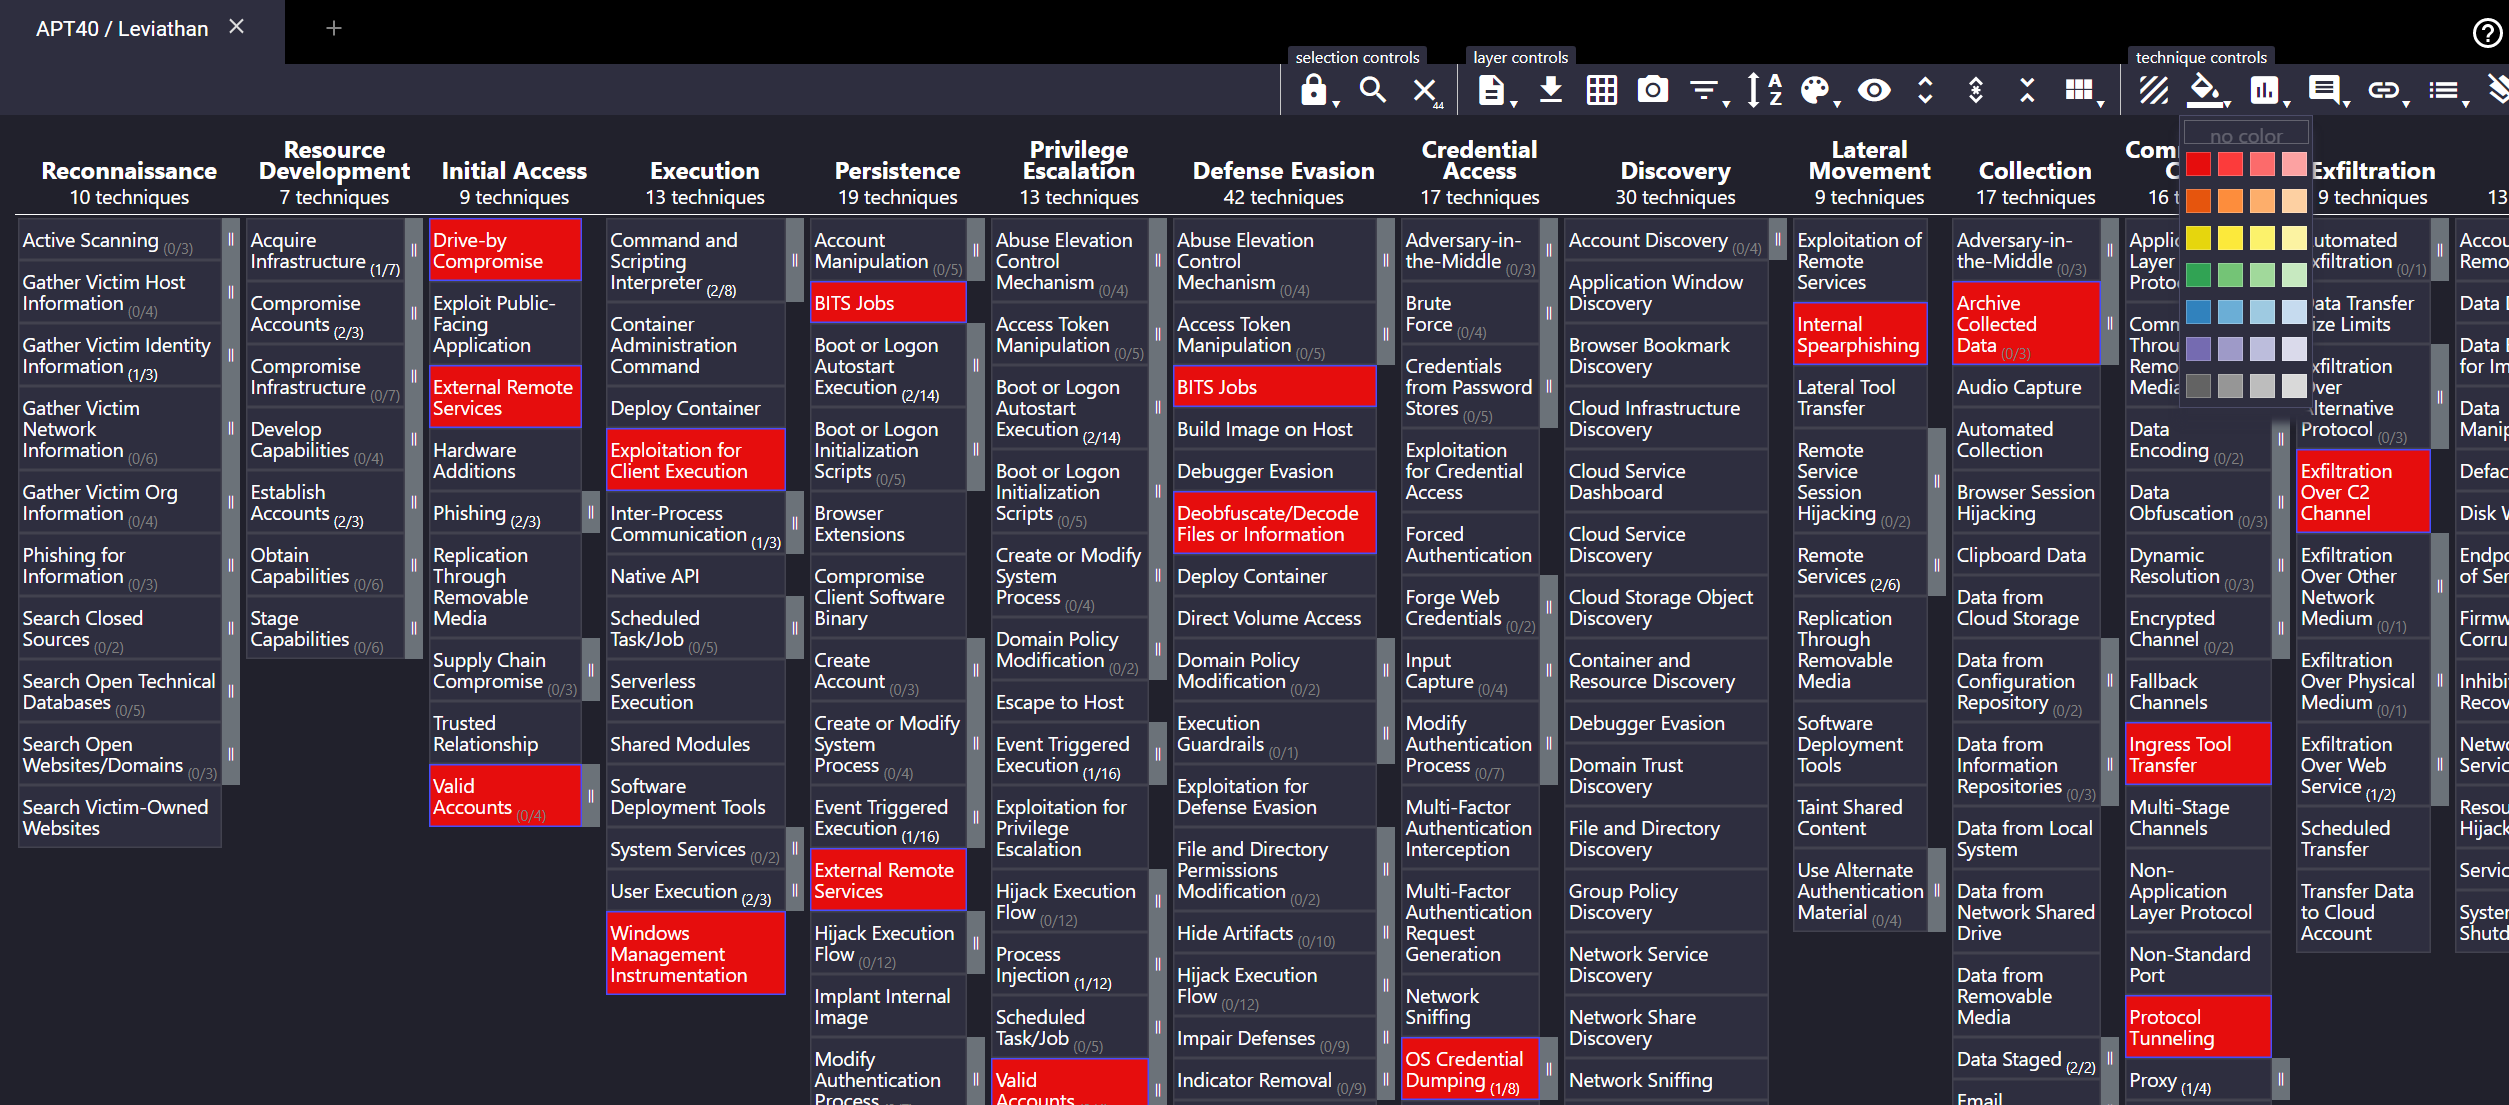 APT40 / Leviathan
selection controls
layer controls
technique controls
44
no color
Reconnaissance
10 techniques
Active Scanning (0/3)
Gather Victim Host
Information (0/4)
Gather Victim Identity
Information (1/3)
Gather Victim
Network
Information (0/6)
Gather Victim Org
Information (0/4)
Phishing for
Information (0/3)
Search Closed
Sources (0/2)
Search Open Technical
Databases (0/5)
Search Open
Websites/Domains (0/3)
Search Victim-Owned
Websites
Resource
Development
7 techniques
Acquire
Infrastructure (1/7)
Compromise
Accounts (2/3)
Compromise
Infrastructure (0/7)
Develop
Capabilities (0/4)
Establish
Accounts (2/3)
Obtain
Capabilities (0/6)
Stage
Capabilities (0/6)
Initial Access
9 techniques
Drive-by
Compromise
Exploit Public-
Facing
Application
External Remote
Services
Hardware
Additions
Phishing (2/3)
Replication
Through
Removable
Media
Supply Chain
Compromise (0/3)
Trusted
Relationship
Valid
Accounts (0/4)
Execution
13 techniques
Command and
Scripting
Interpreter (2/8)
Container
Administration
Command
Deploy Container
Exploitation for
Client Execution
Inter-Process
Communication (1/3)
Native API
Scheduled
Task/Job (0/5)
Serverless
Execution
Shared Modules
Software
Deployment Tools
System Services (0/2)
User Execution (2/3)
Windows
Management
Instrumentation
Persistence
19 techniques
Account
Manipulation (0/5)
BITS Jobs
Boot or Logon
Autostart
Execution (2/14)
Boot or Logon
Initialization
Scripts (0/5)
Browser
Extensions
Compromise
Client Software
Binary
Create
Account (0/3)
Create or Modify
System
Process (0/4)
Event Triggered
Execution (1/16)
External Remote
Services
Hijack Execution
Flow (0/12)
Implant Internal
Image
Modify
Authentication
Process
Privilege
Escalation
13 techniques
Abuse Elevation
Control
Mechanism (0/4)
Access Token
Manipulation (0/5)
Boot or Logon
Autostart
Execution (2/14)
Boot or Logon
Initialization
Scripts (0/5)
Create or Modify
System
Process (0/4)
Domain Policy
Modification (0/2)
Escape to Host
Event Triggered
Execution (1/16)
Exploitation for
Privilege
Escalation
Hijack Execution
Flow (0/12)
Process
Injection (1/12)
Scheduled
Task/Job (0/5)
Valid
Accounts
Defense Evasion
42 techniques
Abuse Elevation
Control
Mechanism (0/4)
Access Token
Manipulation (0/5)
BITS Jobs
Build Image on Host
Debugger Evasion
Deobfuscate/Decode
Files or Information
Deploy Container
Direct Volume Access
Domain Policy
Modification (0/2)
Execution
Guardrails (0/1)
Exploitation for
Defense Evasion
File and Directory
Permissions
Modification (0/2)
Hide Artifacts (0/10)
Hijack Execution
Flow (0/12)
Impair Defenses (0/9)
Indicator Removal (0/9)
Credential
Access
17 techniques
Adversary-in-
the-Middle (0/3)
Brute
Force (0/4)
Credentials
from Password
Stores (0/5)
Exploitation
for Credential
Access
Forced
Authentication
Forge Web
Credentials (0/2)
Input
Capture (0/4)
Modify
Authentication
Process (0/7)
Multi-Factor
Authentication
Interception
Multi-Factor
Authentication
Request
Generation
Network
Sniffing
OS Credential
Dumping (1/8)
Discovery
30 techniques
Account Discovery (0/4)
Application Window
Discovery
Browser Bookmark
Discovery
Cloud Infrastructure
Discovery
Cloud Service
Dashboard
Cloud Service
Discovery
Cloud Storage Object
Discovery
Container and
Resource Discovery
Debugger Evasion
Domain Trust
Discovery
File and Directory
Discovery
Group Policy
Discovery
Network Service
Discovery
Network Share
Discovery
Network Sniffing
Lateral
Movement
9 techniques
Exploitation of
Remote
Services
Internal
Spearphishing
Lateral Tool
Transfer
Remote
Service
Session
Hijacking (0/2)
Remote
Services (2/6)
Replication
Through
Removable
Media
Software
Deployment
Tools
Taint Shared
Content
Use Alternate
Authentication
Material (0/4)
Collection
17 techniques
Adversary-in-
the-Middle (0/3)
Archive
Collected
Data (0/3)
Audio Capture
Automated
Collection
Browser Session
Hijacking
Clipboard Data
Data from
Cloud Storage
Data from
Configuration
Repository (0/2)
Data from
Information
Repositories (0/3)
Data from Local
System
Data from
Network Shared
Drive
Data from
Removable
Media
Data Staged (2/2)
Email
Com
C
16 t
Applic
Layer
Proto
Comm
Throu
Remo
Media
Data
Encoding (0/2)
Data
Obfuscation (0/3)
Dynamic
Resolution (0/3)
Encrypted
Channel (0/2)
Fallback
Channels
Ingress Tool
Transfer
Multi-Stage
Channels
Non-
Application
Layer Protocol
Non-Standard
Port
Protocol
Tunneling
Proxy (1/4)
Exfiltration
9 techniques
utomated
xfiltration (0/1)
ata Transfer
ize Limits
xfiltration
Over
lternative
Protocol (0/3)
Exfiltration
Over C2
Channel
Exfiltration
Over Other
Network
Medium (0/1)
Exfiltration
Over Physical
Medium (0/1)
Exfiltration
Over Web
Service (1/2)
Scheduled
Transfer
Transfer Data
to Cloud
Account
13
Accou
Remo
Data
Data
for Im
Data
Manip
Defac
Disk
Endpo
of Ser
Firmw
Corru
Inhibi
Recov
Netwo
Servic
Resou
Hijack
Servic
System
Shutd